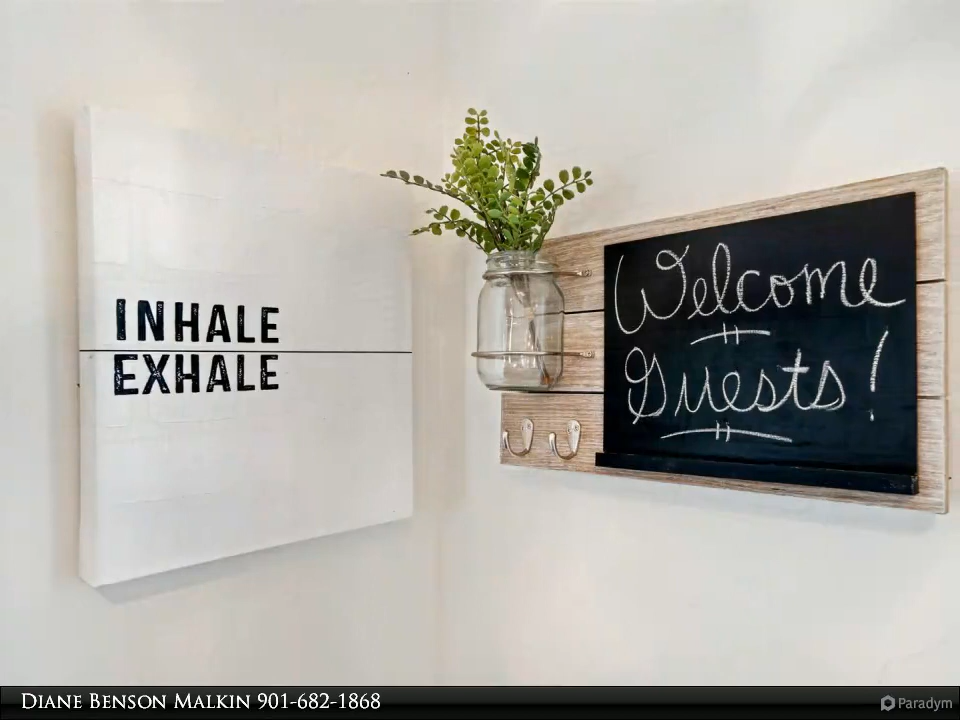 INHALE
EXHALE
Welcome
Guests!
Diane Benson Malkin 901-682-1868
Paradym